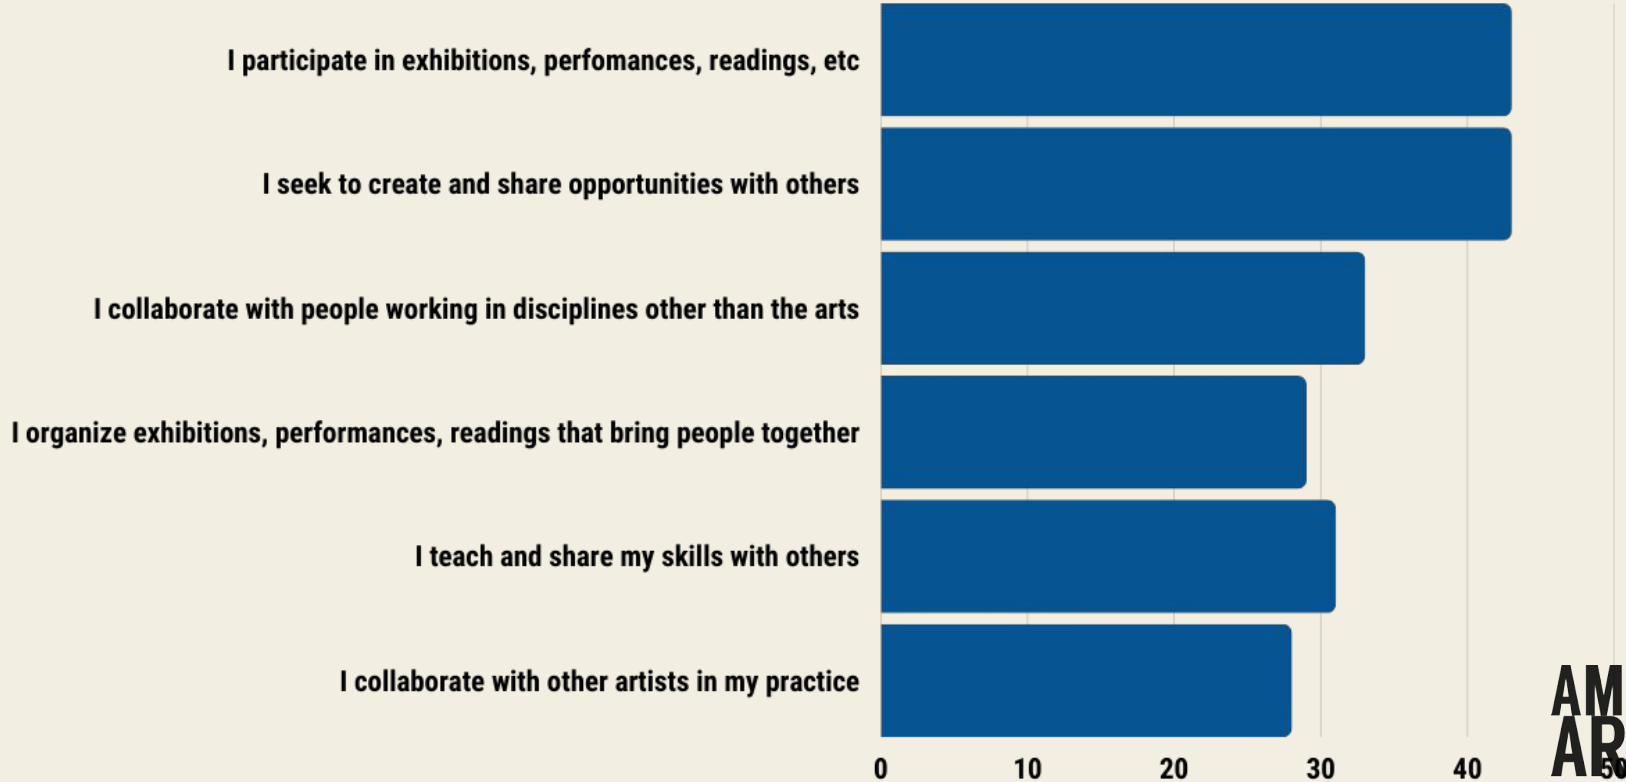 I participate in exhibitions, perfomances, readings, etc
I seek to create and share opportunities with others
I collaborate with people working in disciplines other than the arts
I organize exhibitions, performances, readings that bring people together
I teach and share my skills with others
I collaborate with other artists in my practice
0 10 20 30 40 50
AM
AR